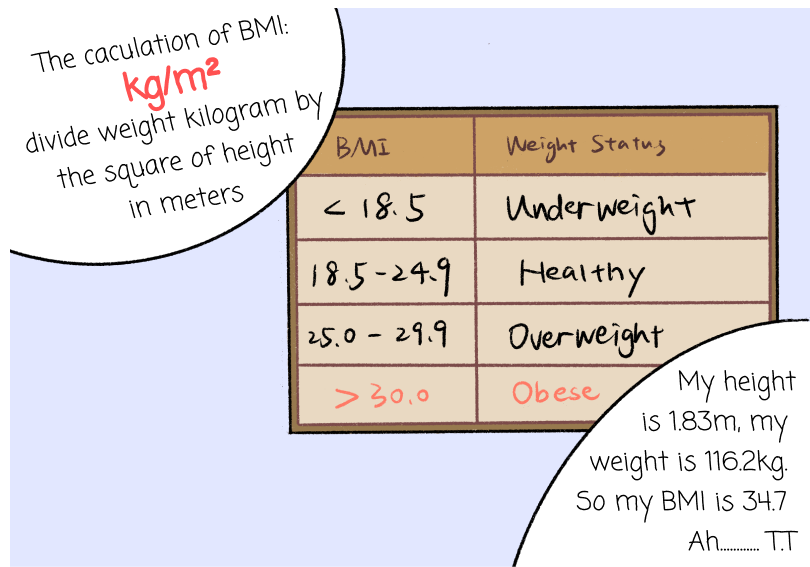 The caculation of BMI:
kg/m²
divide weight kilogram by
the square of height
in meters
BMI Weight Status
< 18.5 Underweight
18.5-24.9 Healthy
25.0 - 29.9 Overweight
> 30.0 Obese
My height
is 1.83m, my
weight is 116.2kg.
So my BMI is 34.7
Ah............ T.T